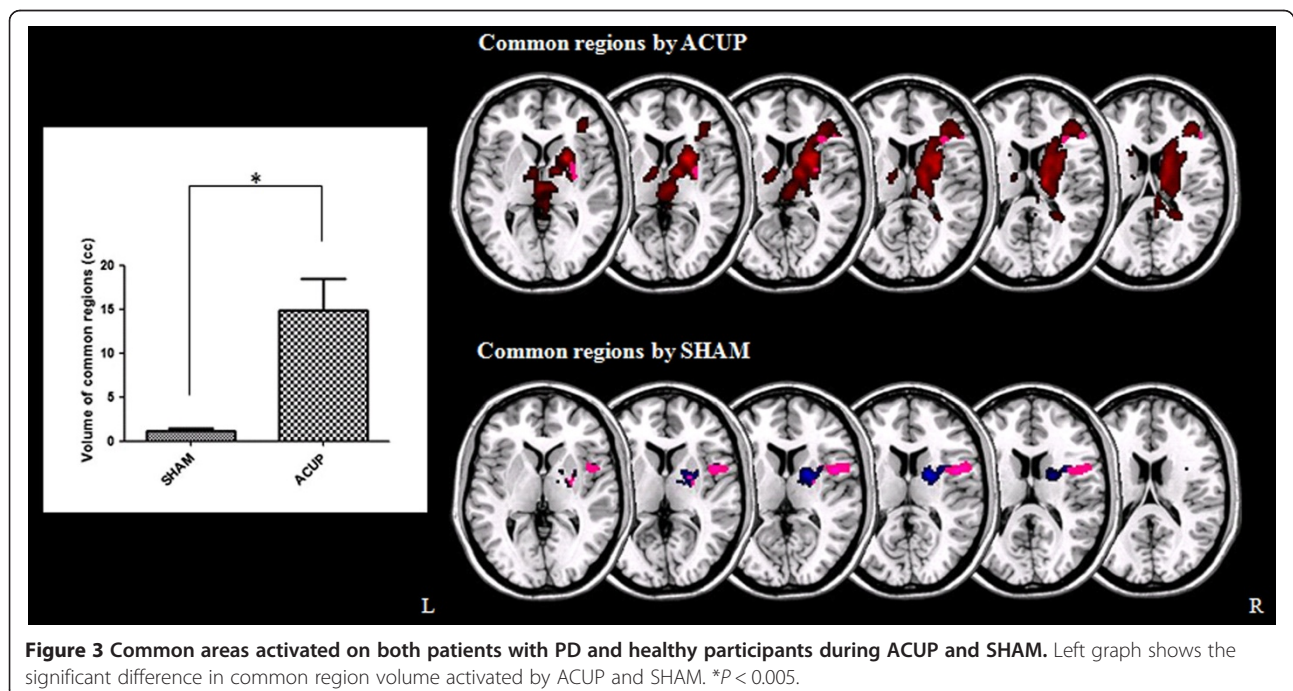 Common regions by ACUP
*
Volume of common regions (cc)
20
15
10
5
0
SHAM
ACUP
Common regions by SHAM
L
R
Figure 3 Common areas activated on both patients with PD and healthy participants during ACUP and SHAM. Left graph shows the
significant difference in common region volume activated by ACUP and SHAM. *P < 0.005.